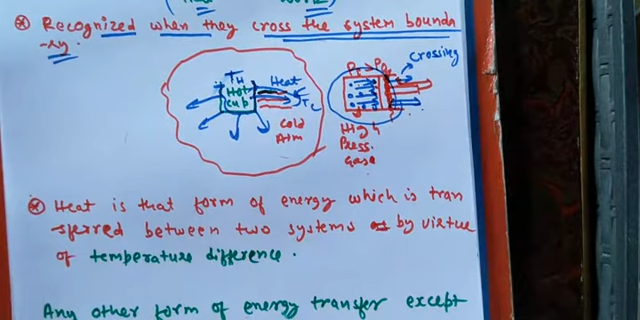 ⊛ Recognized when they cross the system bound-
-ry.
TH
Hot
cub
Heat
TC
Cold
Atm
crossing
High
Press.
Gase
⊛ Heat is that form of energy which is tran
sferred between two systems by virtue
of temperature difference.
Any other form of energy transfer except